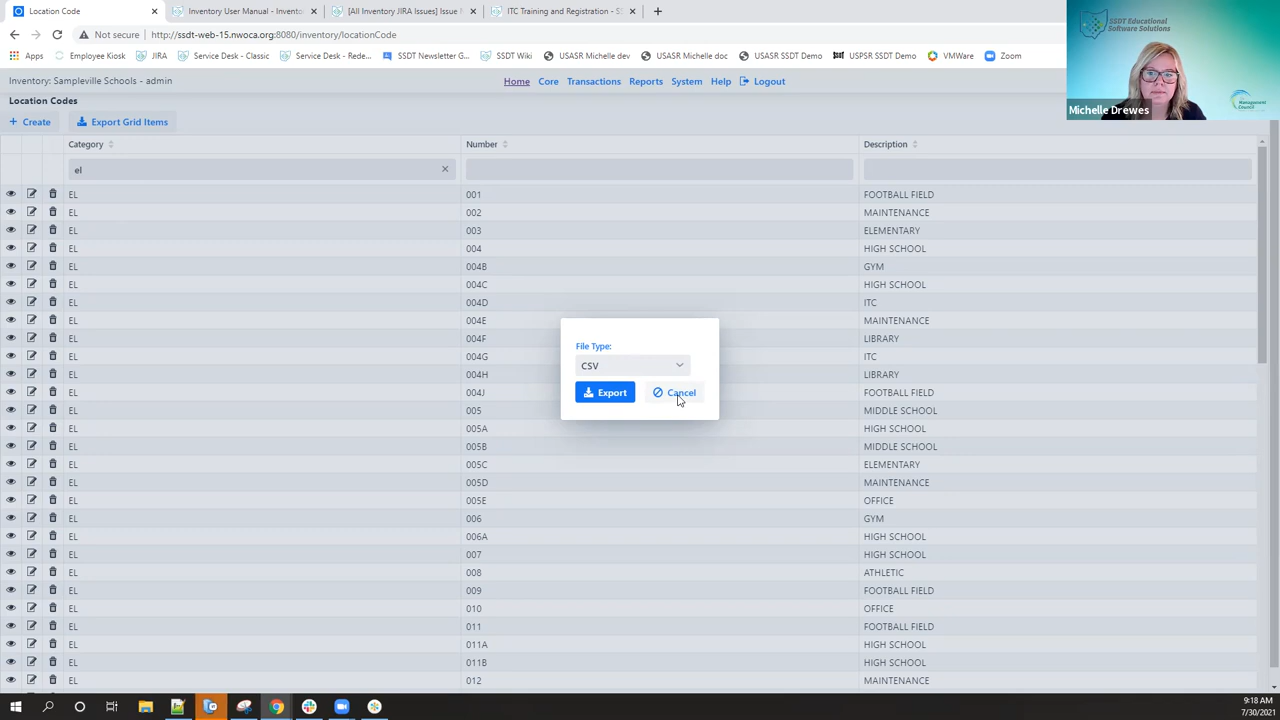 Location Code
Inventory User Manual - Invento
[All Inventory JIRA Issues] Issue
ITC Training and Registration - SS
Not secure
http://ssdt-web-15.nwoca.org:8080/inventory/locationCode
Apps
Employee Kiosk
JIRA
Service Desk - Classic
Service Desk - Rede...
SSDT Newsletter G...
SSDT Wiki
USASR Michelle dev
USASR Michelle doc
USASR SSDT Demo
USPSR SSDT Demo
VMWare
Zoom
SSDT Educational
Software Solutions
Management
Council
Michelle Drewes
Inventory: Sampleville Schools - admin
Home
Core
Transactions
Reports
System
Help
Logout
Location Codes
Create
Export Grid Items
Category
Number
Description
el
EL 001 FOOTBALL FIELD
EL 002 MAINTENANCE
EL 003 ELEMENTARY
EL 004 HIGH SCHOOL
EL 004B GYM
EL 004C HIGH SCHOOL
EL 004D ITC
EL 004E MAINTENANCE
EL 004F LIBRARY
EL 004G ITC
EL 004H LIBRARY
EL 004J FOOTBALL FIELD
EL 005 MIDDLE SCHOOL
EL 005A HIGH SCHOOL
EL 005B MIDDLE SCHOOL
EL 005C ELEMENTARY
EL 005D MAINTENANCE
EL 005E OFFICE
EL 006 GYM
EL 006A HIGH SCHOOL
EL 007 HIGH SCHOOL
EL 008 ATHLETIC
EL 009 FOOTBALL FIELD
EL 010 OFFICE
EL 011 FOOTBALL FIELD
EL 011A HIGH SCHOOL
EL 011B HIGH SCHOOL
EL 012 MAINTENANCE
File Type:
CSV
Export
Cancel
9:18 AM
7/30/2021